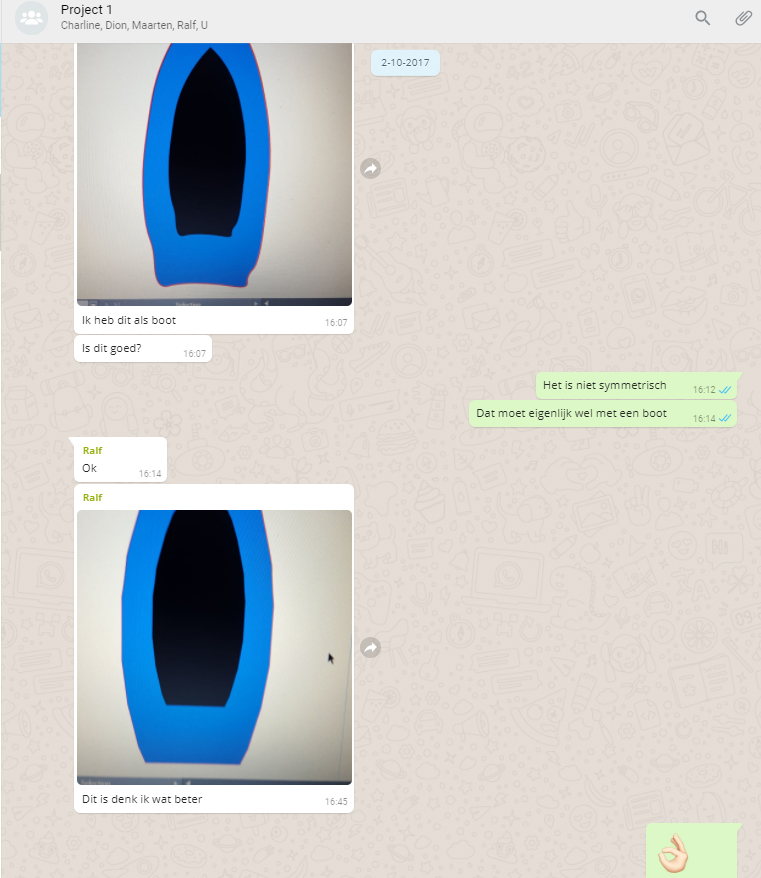 Project 1
Charline, Dion, Maarten, Ralf, U
2-10-2017
Ik heb dit als boot
16:07
Is dit goed?
16:07
Het is niet symmetrisch
16:12
Dat moet eigenlijk wel met een boot
16:14
Ralf
Ok
16:14
Ralf
Dit is denk ik wat beter
16:45